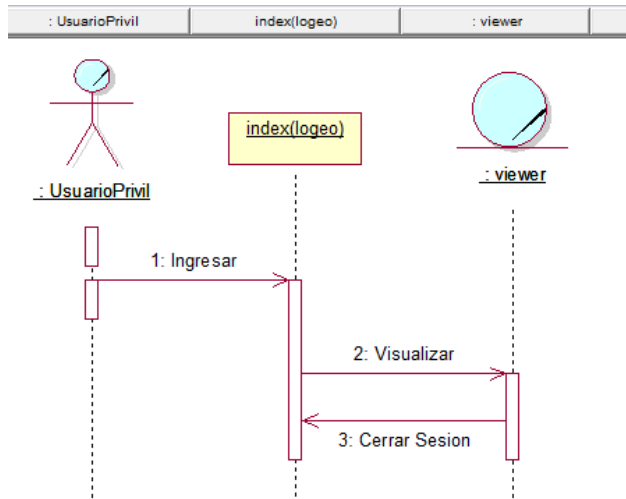 : UsuarioPrivil
index(logeo)
: viewer
index(logeo)
: UsuarioPrivil
: viewer
1: Ingresar
2: Visualizar
3: Cerrar Sesion